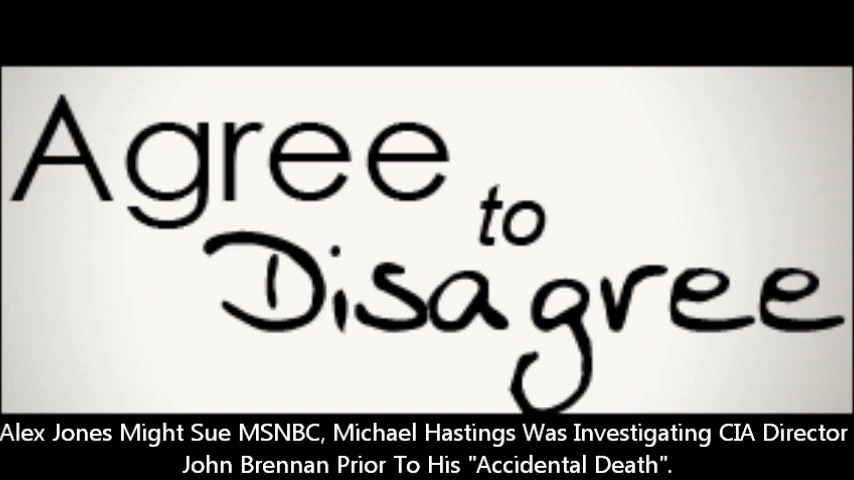 Agree
to
Disagree
Alex Jones Might Sue MSNBC, Michael Hastings Was Investigating CIA Director
John Brennan Prior To His "Accidental Death".